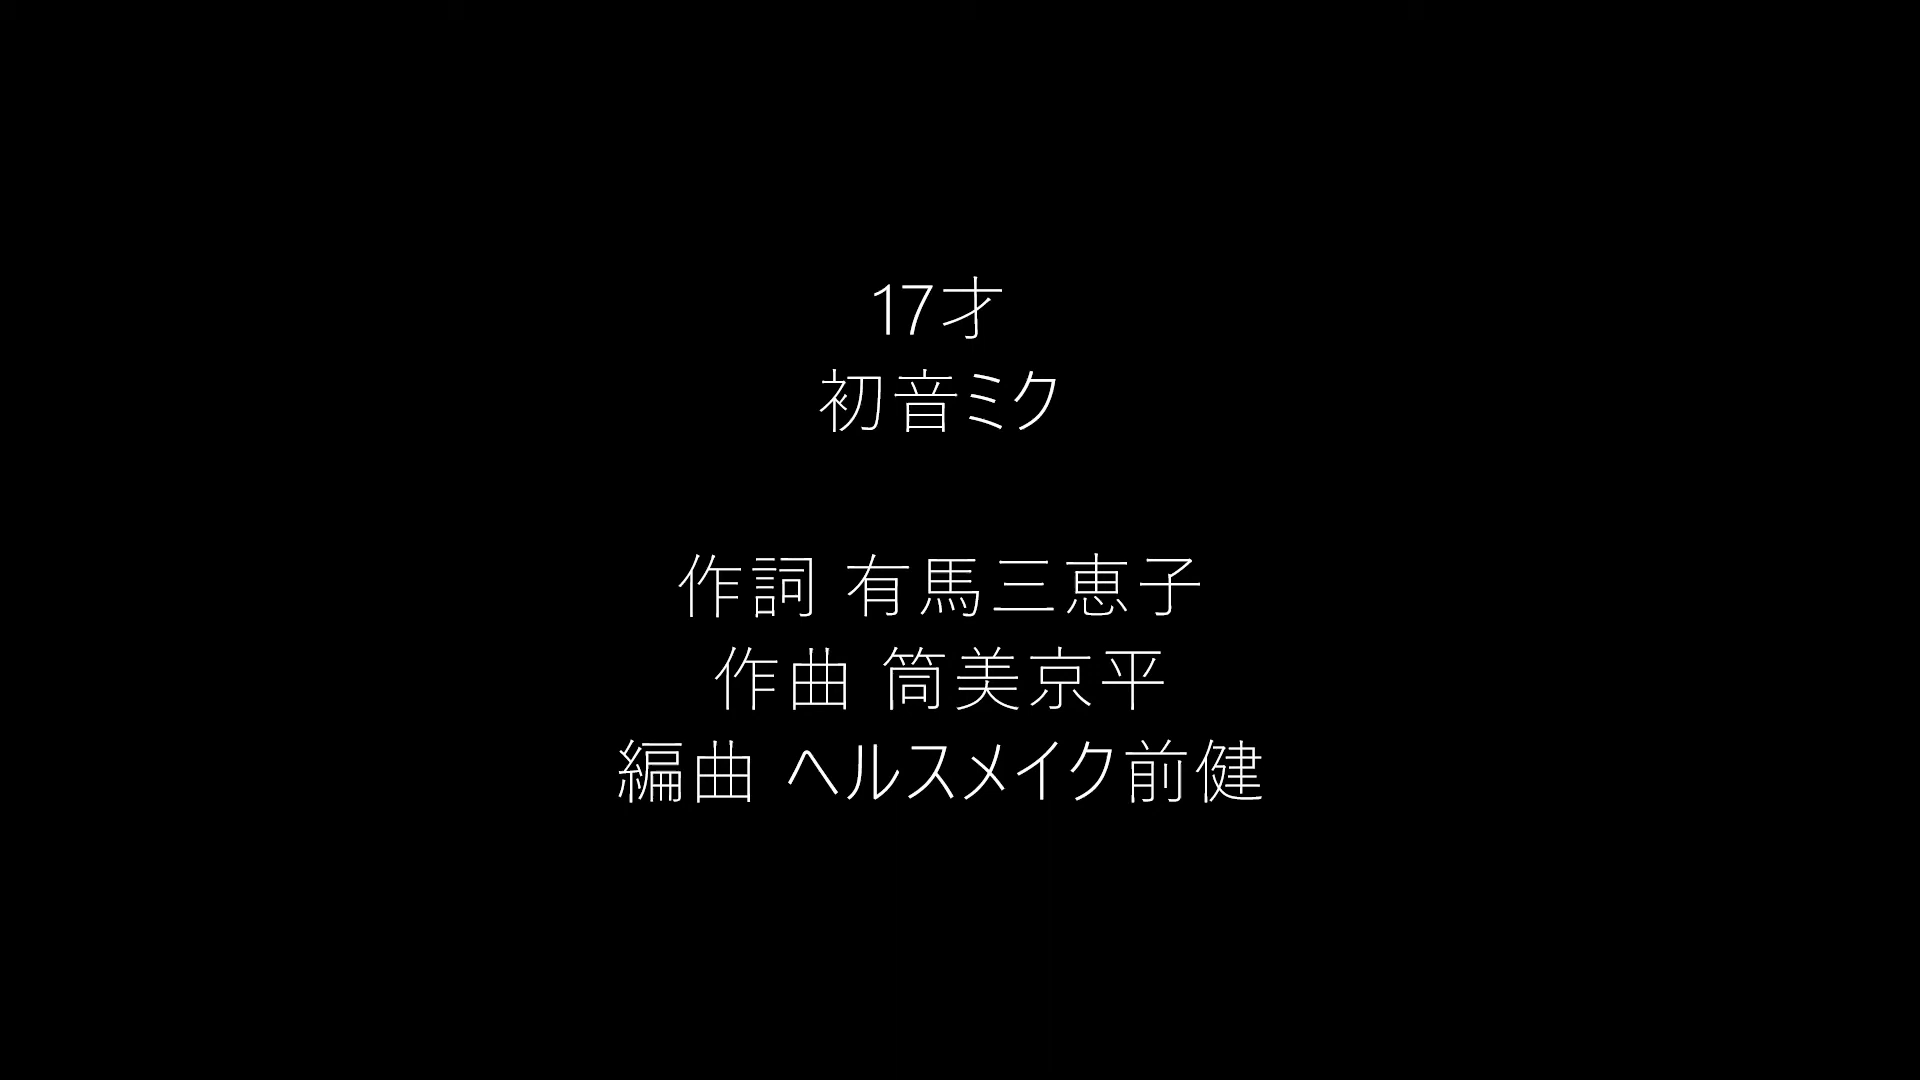 17才
初音ミク
作詞 有馬三恵子
作曲 筒美京平
編曲 ヘルスメイク前健